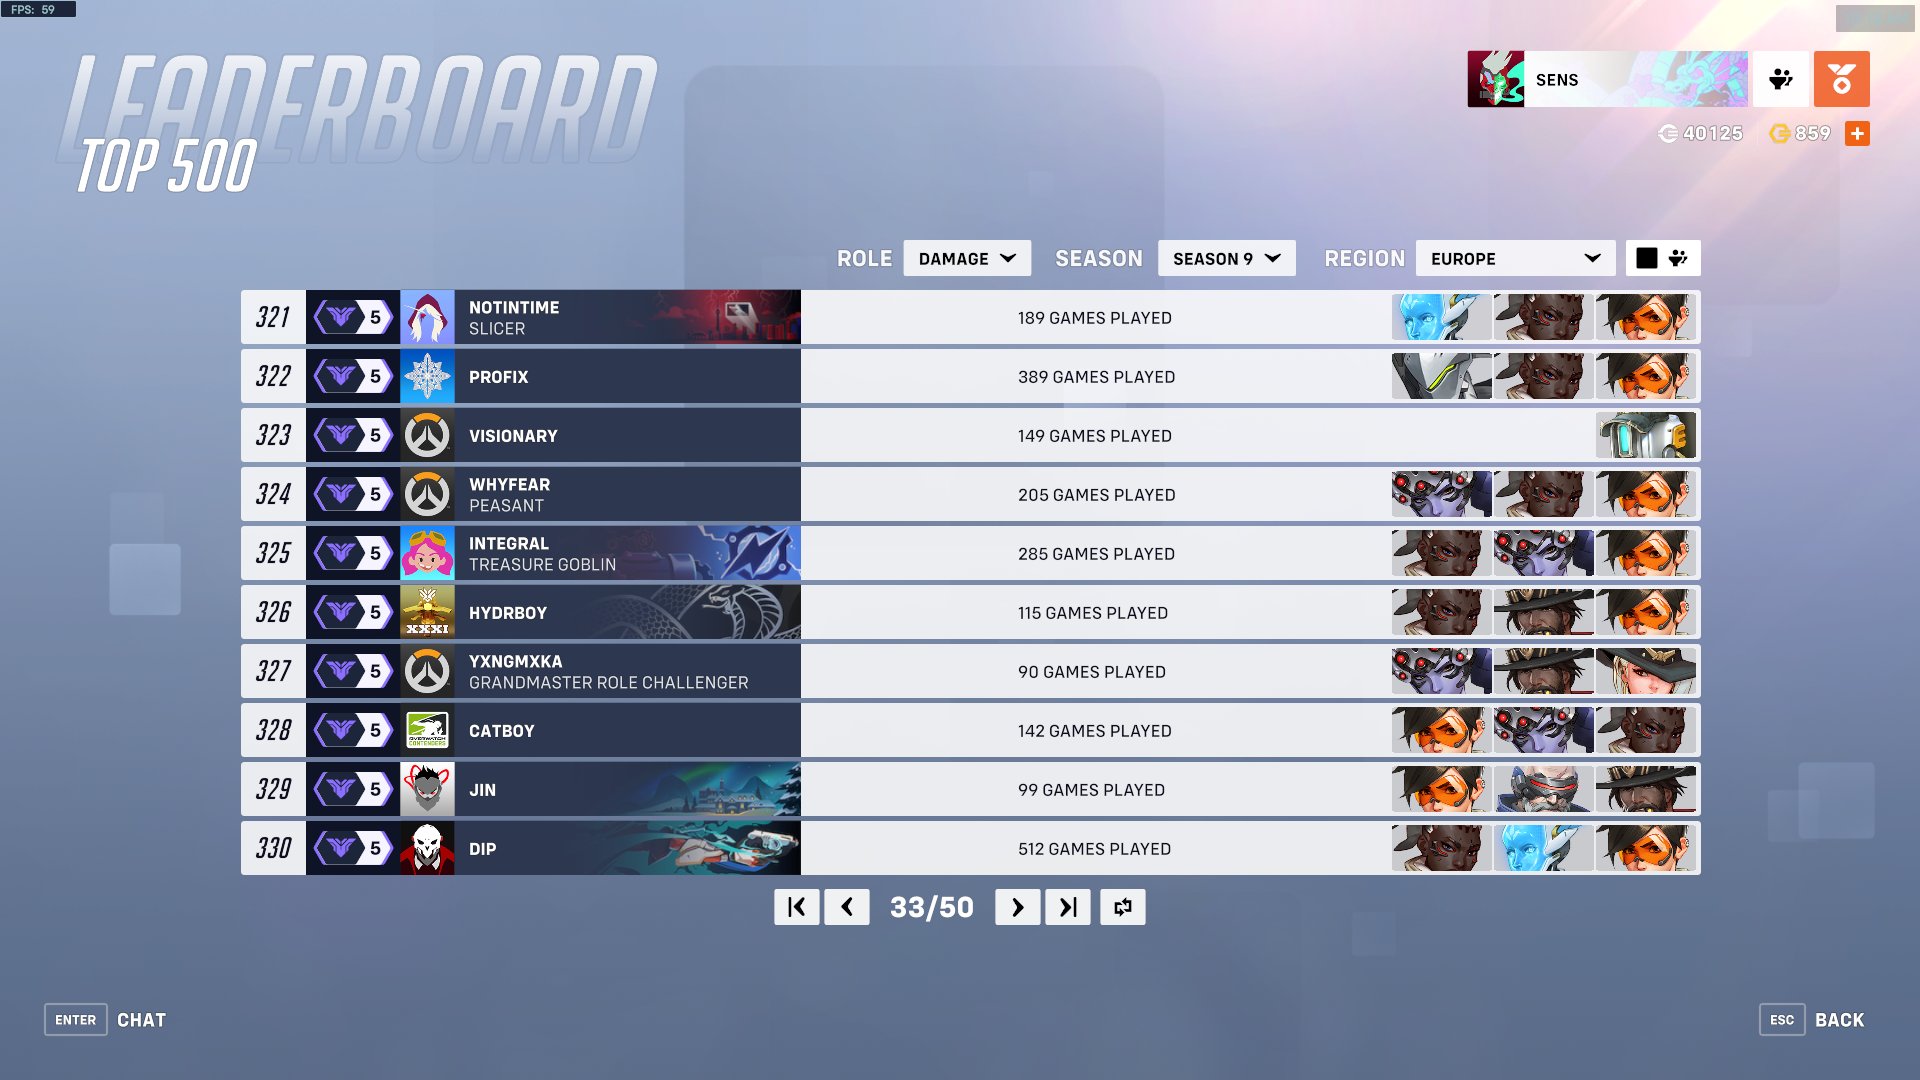 FPS: 59
LEADERBOARD
TOP 500
SENS
40125
859
ROLE
DAMAGE
SEASON
SEASON 9
REGION
EUROPE
321 5 NOTINTIME 189 GAMES PLAYED
SLICER
322 5 PROFIX 389 GAMES PLAYED
323 5 VISIONARY 149 GAMES PLAYED
324 5 WHYFEAR 205 GAMES PLAYED
PEASANT
325 5 INTEGRAL 285 GAMES PLAYED
TREASURE GOBLIN
326 5 XXXI HYDRBOY 115 GAMES PLAYED
327 5 YXNGMXKA 90 GAMES PLAYED
GRANDMASTER ROLE CHALLENGER
328 5 OVERWATCH CONTENDERS CATBOY 142 GAMES PLAYED
329 5 JIN 99 GAMES PLAYED
330 5 DIP 512 GAMES PLAYED
33/50
ENTER CHAT
ESC BACK